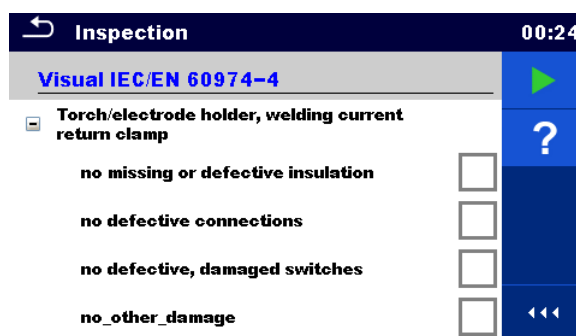 Inspection
00:24
Visual IEC/EN 60974-4
Torch/electrode holder, welding current
return clamp
?
no missing or defective insulation
no defective connections
no defective, damaged switches
no_other_damage